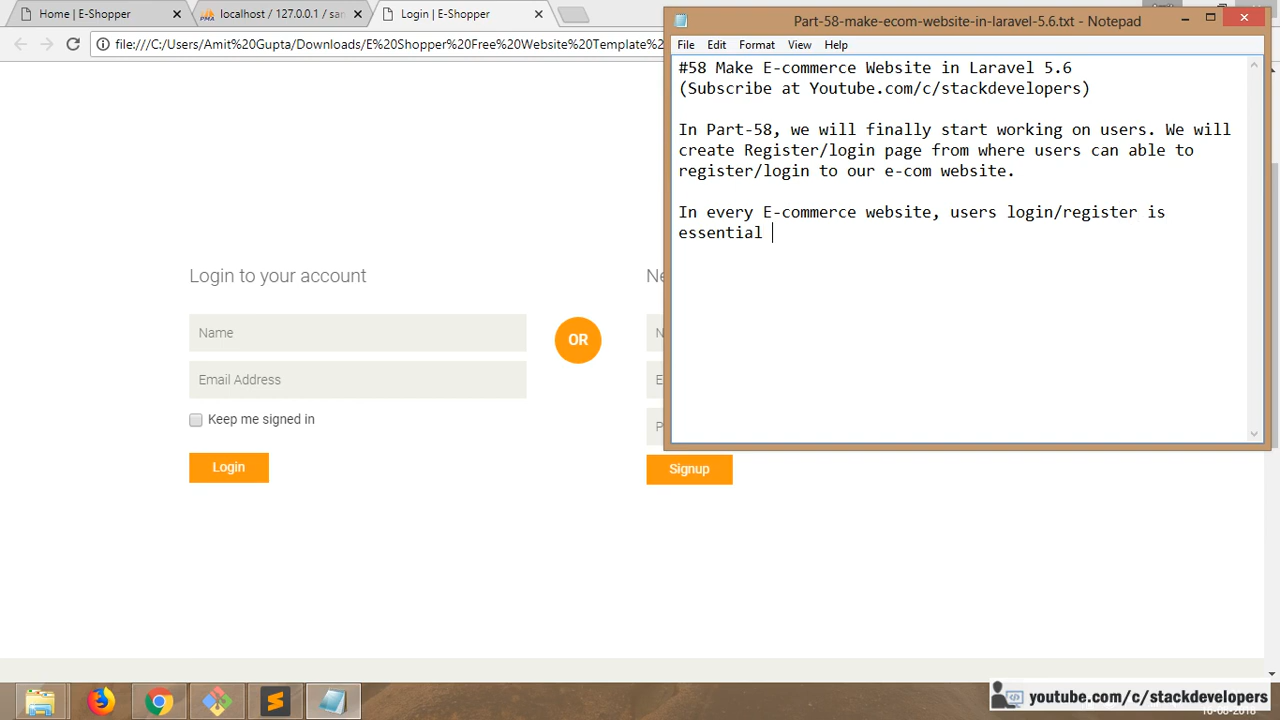 Home | E-Shopper
localhost / 127.0.0.1 / sar
Login | E-Shopper
file:///C:/Users/Amit%20Gupta/Downloads/E%20Shopper%20Free%20Website%20Template%2
Part-58-make-ecom-website-in-laravel-5.6.txt - Notepad
File Edit Format View Help
#58 Make E-commerce Website in Laravel 5.6
(Subscribe at Youtube.com/c/stackdevelopers)
In Part-58, we will finally start working on users. We will
create Register/login page from where users can able to
register/login to our e-com website.
In every E-commerce website, users login/register is
essential
Login to your account
Name
Email Address
Keep me signed in
Login
OR
Ne
N
E
P
Signup
youtube.com/c/stackdevelopers